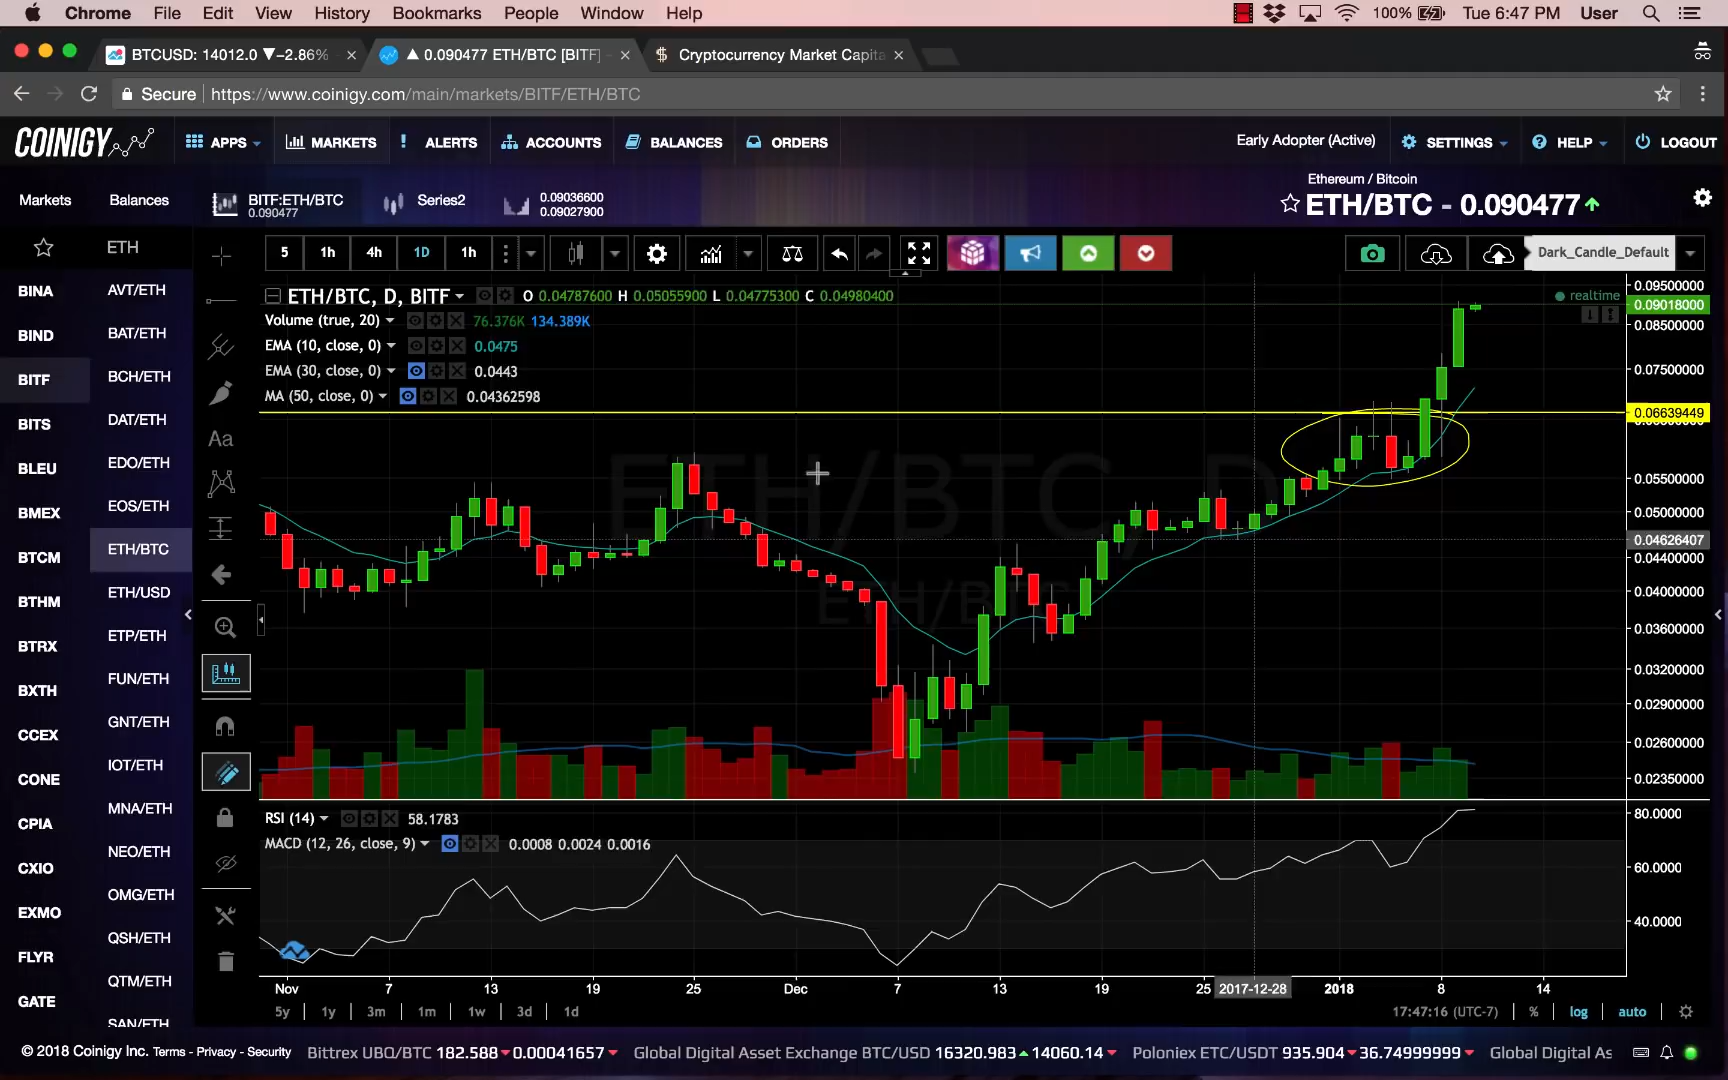 Chrome File Edit View History Bookmarks People Window Help 100% Tue 6:47 PM User
BTCUSD: 14012.0 ▼−2.86% ▲ 0.090477 ETH/BTC [BITF] Cryptocurrency Market Capita
Secure https://www.coinigy.com/main/markets/BITF/ETH/BTC
COINIGY APPS MARKETS ALERTS ACCOUNTS BALANCES ORDERS Early Adopter (Active) SETTINGS HELP LOGOUT
Ethereum / Bitcoin
Markets Balances BITF:ETH/BTC 0.090477 Series2 0.09036600 0.09027900 ETH/BTC - 0.090477
ETH
5 1h 4h 1D 1h Dark_Candle_Default
ETH/BTC, D, BITF O 0.04787600 H 0.05055900 L 0.04775300 C 0.04980400 realtime
Volume (true, 20) 76.376K 134.389K
EMA (10, close, 0) 0.0475
EMA (30, close, 0) 0.0443
MA (50, close, 0) 0.04362598
BINA
BIND
BITF
BITS
BLEU
BMEX
BTCM
BTHM
BTRX
BXTH
CCEX
CONE
CPIA
CXIO
EXMO
FLYR
GATE
AVT/ETH
BAT/ETH
BCH/ETH
DAT/ETH
EDO/ETH
EOS/ETH
ETH/BTC
ETH/USD
ETP/ETH
FUN/ETH
GNT/ETH
IOT/ETH
MNA/ETH
NEO/ETH
OMG/ETH
QSH/ETH
QTM/ETH
SAN/ETH
Aa
ETH/BTC, D
ETH/BTC
0.09500000
0.09018000
0.08500000
0.07500000
0.06639449
0.05500000
0.05000000
0.04626407
0.04400000
0.04000000
0.03600000
0.03200000
0.02900000
0.02600000
0.02350000
RSI (14) 58.1783
MACD (12, 26, close, 9) 0.0008 0.0024 0.0016
80.0000
60.0000
40.0000
Nov 7 13 19 25 Dec 7 13 19 25 2017-12-28 2018 8 14
5y 1y 3m 1m 1w 3d 1d 17:47:16 (UTC-7) % log auto
© 2018 Coinigy Inc. Terms - Privacy - Security Bittrex UBQ/BTC 182.588 0.00041657 Global Digital Asset Exchange BTC/USD 16320.983 14060.14 Poloniex ETC/USDT 935.904 36.74999999 Global Digital As